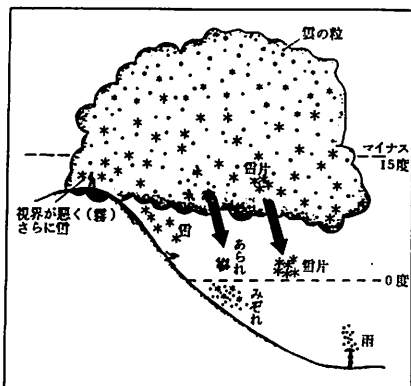 雲の粒
マイナス
15度
雪片
視界が悪く(霧)
さらに雪
雪
あられ
雪片
0度
みぞれ
雨